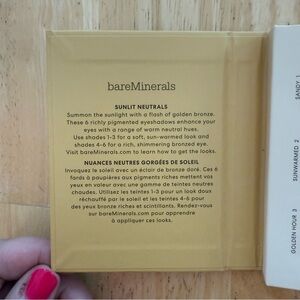 bareMinerals
SUNLIT NEUTRALS
Summon the sunlight with a flash of golden bronze.
These 6 richly pigmented eyeshadows enhance your
eyes with a range of warm neutral hues.
Use shades 1-3 for a soft, sun-warmed look and
shades 4-6 for a rich, shimmering bronzed eye.
Visit bareMinerals.com to learn how to get the looks.
NUANCES NEUTRES GORGÉES DE SOLEIL
Invoquez le soleil avec un éclair de bronze doré. Ces 6
fards à paupières aux pigments riches mettent vos
yeux en valeur avec une gamme de teintes neutres
chaudes. Utilisez les teintes 1-3 pour un look doux
réchauffé par le soleil et les teintes 4-6 pour
des yeux bronze riches et scintillants. Rendez-vous
sur bareMinerals.com pour apprendre
à appliquer ces looks.
SANDY 1
SUNWARMED 2
GOLDEN HOUR 3